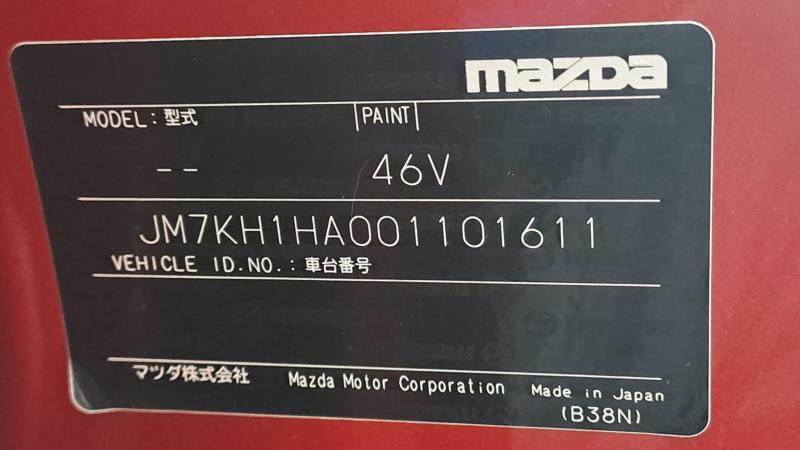 mazda
MODEL: 型式 PAINT
-- 46V
JM7KH1HA001101611
VEHICLE ID.NO.: 車台番号
マツダ株式会社 Mazda Motor Corporation Made in Japan
(B38N)